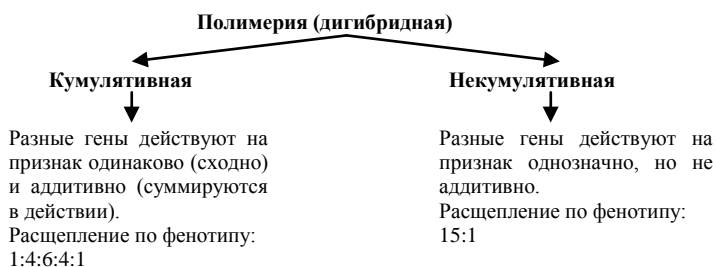 Полимерия (дигибридная)
Кумулятивная
Некумулятивная
Разные гены действуют на
признак одинаково (сходно)
и аддитивно (суммируются
в действии).
Расщепление по фенотипу:
1:4:6:4:1
Разные гены действуют на
признак однозначно, но не
аддитивно.
Расщепление по фенотипу:
15:1